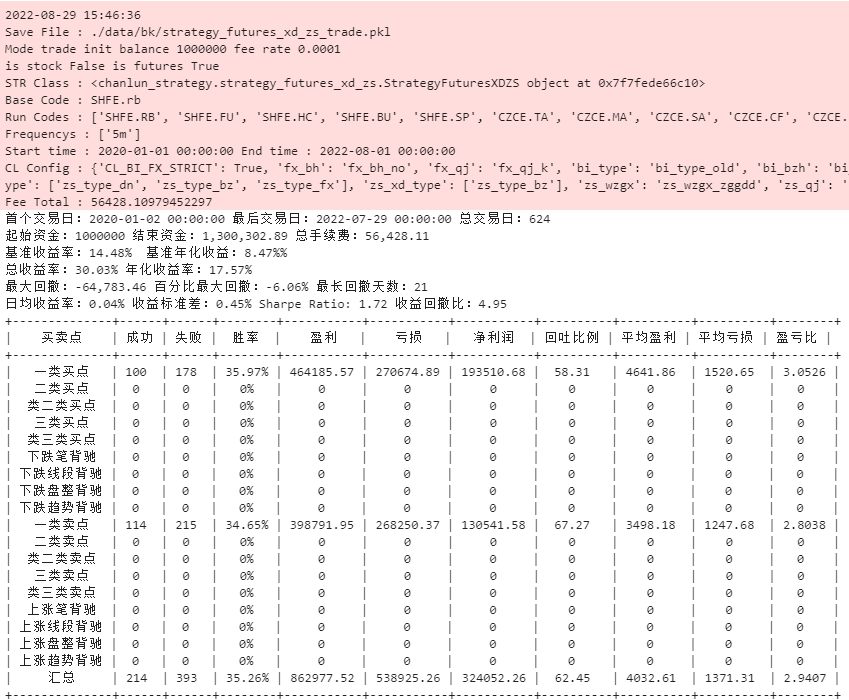 2022-08-29 15:46:36
Save File : ./data/bk/strategy_futures_xd_zs_trade.pkl
Mode trade init balance 1000000 fee rate 0.0001
is stock False is futures True
STR Class : <chanlun_strategy.strategy_futures_xd_zs.StrategyFuturesXDZS object at 0x7f7fede66c10>
Base Code : SHFE.rb
Run Codes : ['SHFE.RB', 'SHFE.FU', 'SHFE.HC', 'SHFE.BU', 'SHFE.SP', 'CZCE.TA', 'CZCE.MA', 'CZCE.SA', 'CZCE.CF', 'CZCE.
Frequencys : ['5m']
Start time : 2020-01-01 00:00:00 End time : 2022-08-01 00:00:00
CL Config : {'CL_BI_FX_STRICT': True, 'fx_bh': 'fx_bh_no', 'fx_qj': 'fx_qj_k', 'bi_type': 'bi_type_old', 'bi_bzh': 'bi
ype': ['zs_type_dn', 'zs_type_bz', 'zs_type_fx'], 'zs_xd_type': ['zs_type_bz'], 'zs_wzgx': 'zs_wzgx_zggdd', 'zs_qj': '
Fee Total : 56428.10979452297
首个交易日：2020-01-02 00:00:00 最后交易日：2022-07-29 00:00:00 总交易日：624
起始资金：1000000 结束资金：1,300,302.89 总手续费：56,428.11
基准收益率：14.48% 基准年化收益：8.47%%
总收益率：30.03% 年化收益率：17.57%
最大回撤：-64,783.46 百分比最大回撤：-6.06% 最长回撤天数：21
日均收益率：0.04% 收益标准差：0.45% Sharpe Ratio: 1.72 收益回撤比：4.95
| 买卖点 | 成功 | 失败 | 胜率 | 盈利 | 亏损 | 净利润 | 回吐比例 | 平均盈利 | 平均亏损 | 盈亏比 |
| 一类买点 | 100 | 178 | 35.97% | 464185.57 | 270674.89 | 193510.68 | 58.31 | 4641.86 | 1520.65 | 3.0526 |
| 二类买点 | 0 | 0 | 0% | 0 | 0 | 0 | 0 | 0 | 0 | 0 |
| 类二类买点 | 0 | 0 | 0% | 0 | 0 | 0 | 0 | 0 | 0 | 0 |
| 三类买点 | 0 | 0 | 0% | 0 | 0 | 0 | 0 | 0 | 0 | 0 |
| 类三类买点 | 0 | 0 | 0% | 0 | 0 | 0 | 0 | 0 | 0 | 0 |
| 下跌笔背驰 | 0 | 0 | 0% | 0 | 0 | 0 | 0 | 0 | 0 | 0 |
| 下跌线段背驰 | 0 | 0 | 0% | 0 | 0 | 0 | 0 | 0 | 0 | 0 |
| 下跌盘整背驰 | 0 | 0 | 0% | 0 | 0 | 0 | 0 | 0 | 0 | 0 |
| 下跌趋势背驰 | 0 | 0 | 0% | 0 | 0 | 0 | 0 | 0 | 0 | 0 |
| 一类卖点 | 114 | 215 | 34.65% | 398791.95 | 268250.37 | 130541.58 | 67.27 | 3498.18 | 1247.68 | 2.8038 |
| 二类卖点 | 0 | 0 | 0% | 0 | 0 | 0 | 0 | 0 | 0 | 0 |
| 类二类卖点 | 0 | 0 | 0% | 0 | 0 | 0 | 0 | 0 | 0 | 0 |
| 三类卖点 | 0 | 0 | 0% | 0 | 0 | 0 | 0 | 0 | 0 | 0 |
| 类三类卖点 | 0 | 0 | 0% | 0 | 0 | 0 | 0 | 0 | 0 | 0 |
| 上涨笔背驰 | 0 | 0 | 0% | 0 | 0 | 0 | 0 | 0 | 0 | 0 |
| 上涨线段背驰 | 0 | 0 | 0% | 0 | 0 | 0 | 0 | 0 | 0 | 0 |
| 上涨盘整背驰 | 0 | 0 | 0% | 0 | 0 | 0 | 0 | 0 | 0 | 0 |
| 上涨趋势背驰 | 0 | 0 | 0% | 0 | 0 | 0 | 0 | 0 | 0 | 0 |
| 汇总 | 214 | 393 | 35.26% | 862977.52 | 538925.26 | 324052.26 | 62.45 | 4032.61 | 1371.31 | 2.9407 |